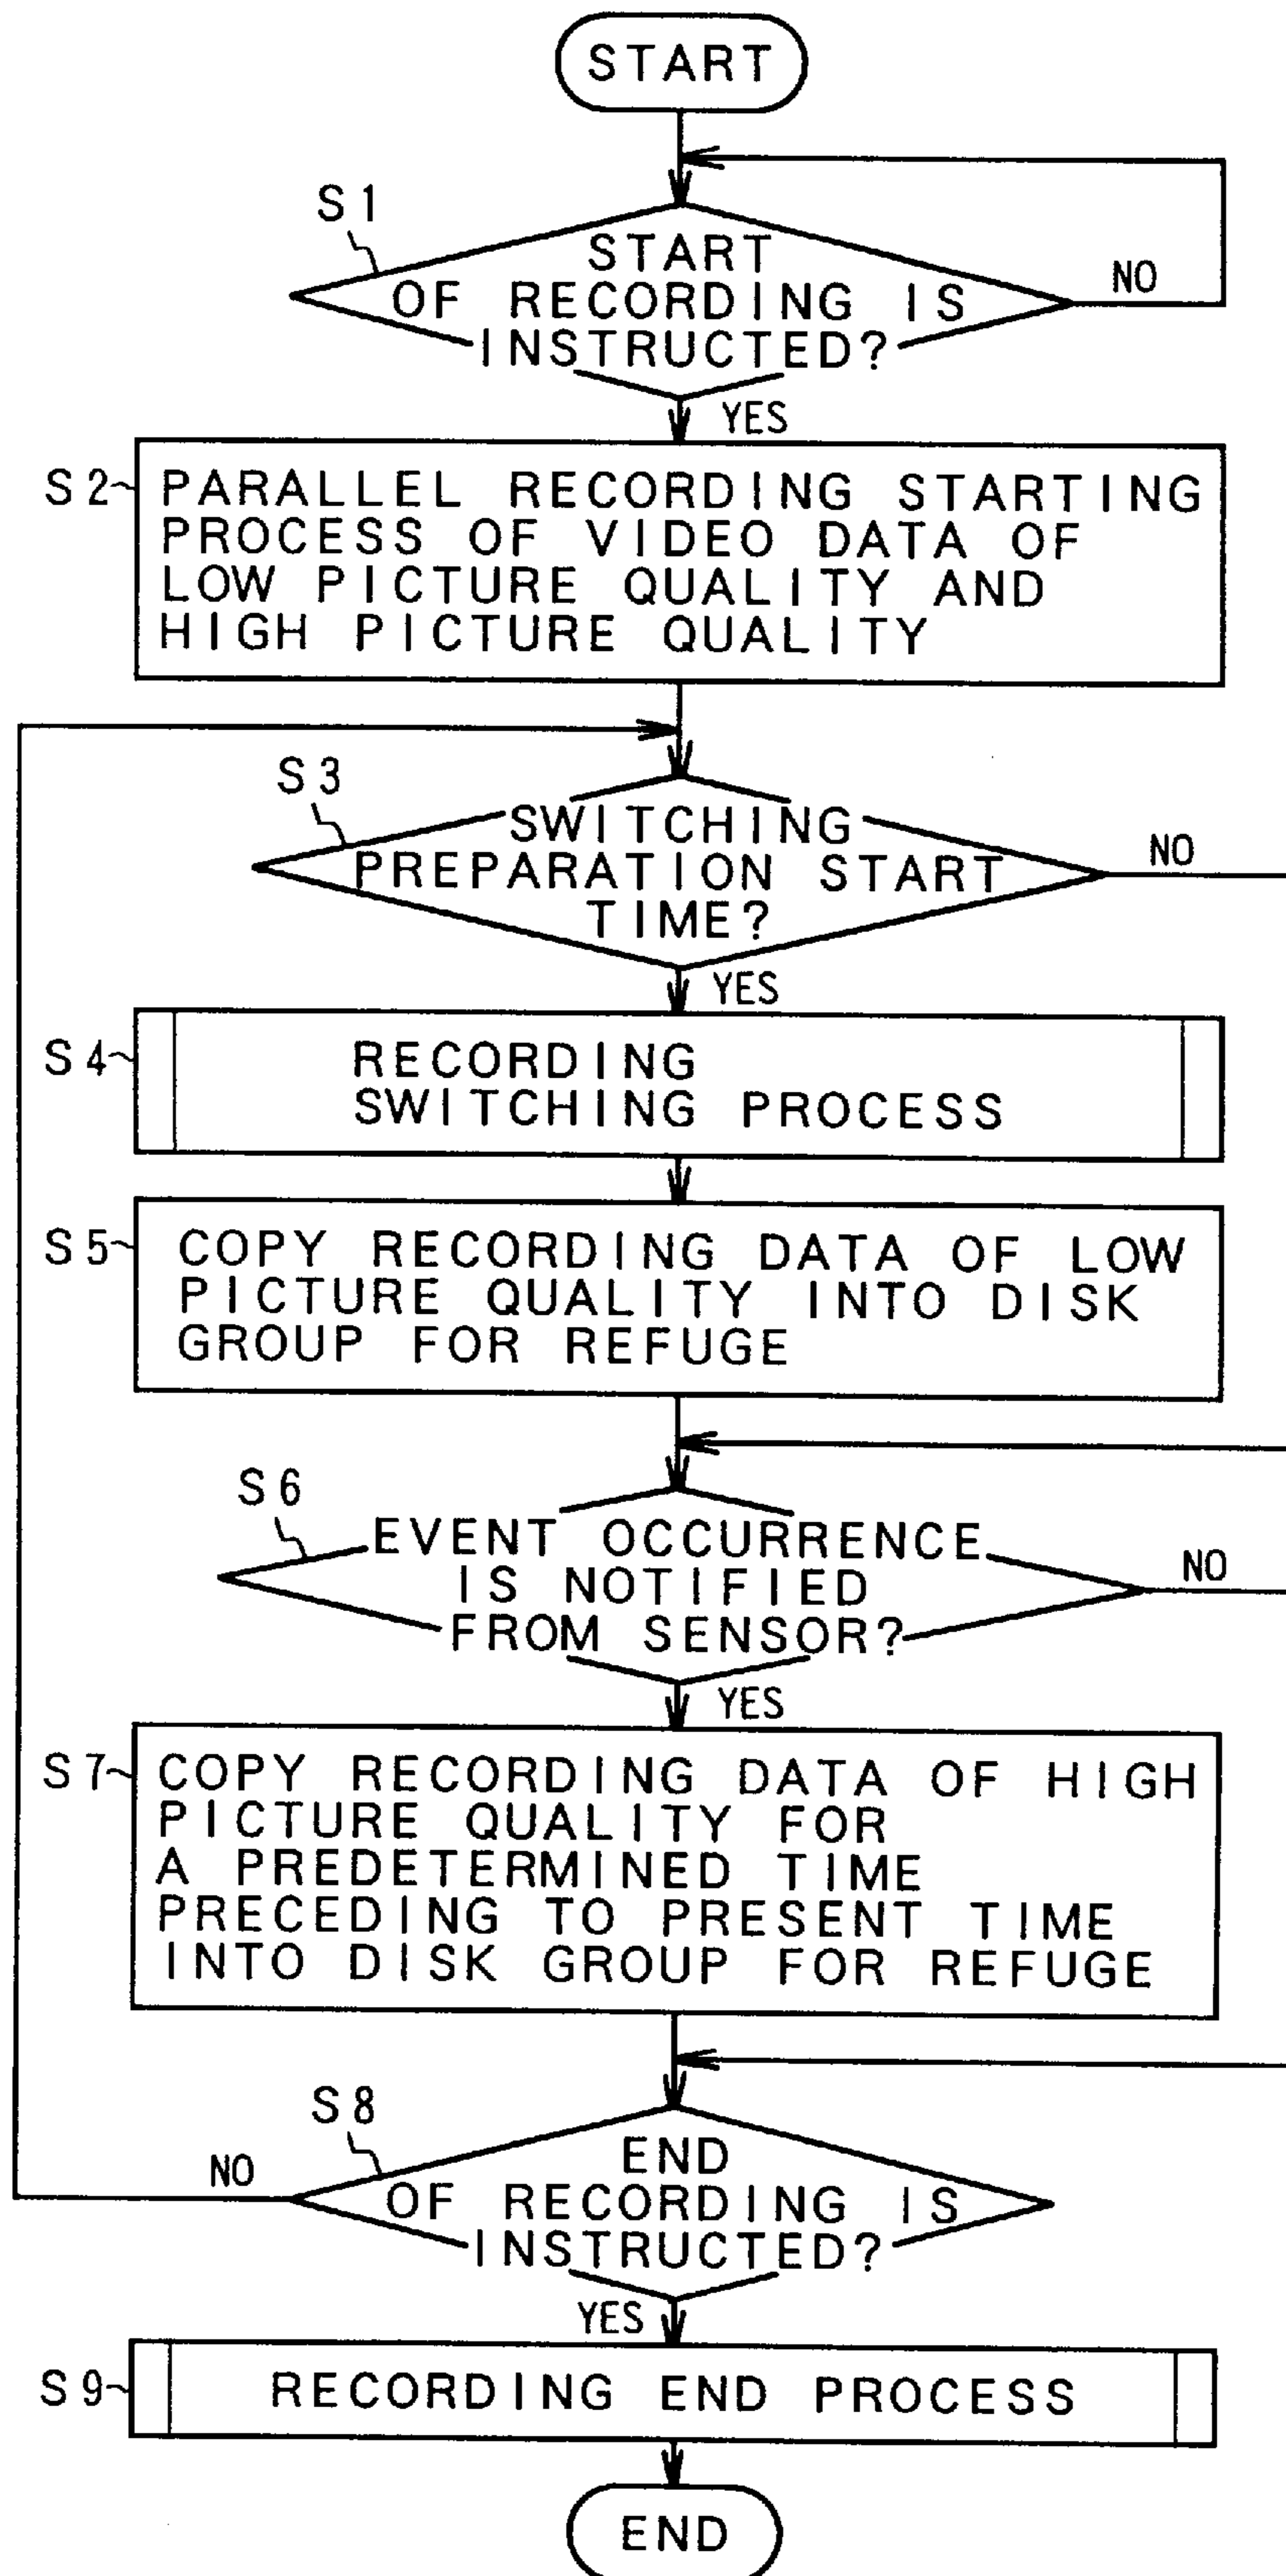 START
S1
START
OF RECORDING IS
INSTRUCTED?
NO
YES
S2
PARALLEL RECORDING STARTING
PROCESS OF VIDEO DATA OF
LOW PICTURE QUALITY AND
HIGH PICTURE QUALITY
S3
SWITCHING
PREPARATION START
TIME?
NO
YES
S4
RECORDING
SWITCHING PROCESS
S5
COPY RECORDING DATA OF LOW
PICTURE QUALITY INTO DISK
GROUP FOR REFUGE
S6
EVENT OCCURRENCE
IS NOTIFIED
FROM SENSOR?
NO
YES
S7
COPY RECORDING DATA OF HIGH
PICTURE QUALITY FOR
A PREDETERMINED TIME
PRECEDING TO PRESENT TIME
INTO DISK GROUP FOR REFUGE
S8
END
OF RECORDING IS
INSTRUCTED?
NO
YES
S9
RECORDING END PROCESS
END